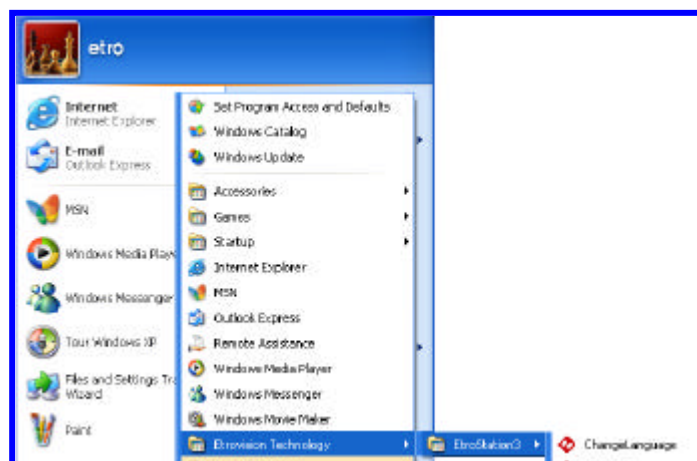 etro
Internet
Internet Explorer
E-mail
Outlook Express
MSN
Windows Media Play
Windows Messenger
Tour Windows XP
Files and Settings Tra
Wizard
Paint
Set Program Access and Defaults
Windows Catalog
Windows Update
Accessories
Games
Startup
Internet Explorer
MSN
Outlook Express
Remote Assistance
Windows Media Player
Windows Messenger
Windows Movie Maker
Etrovision Technology
EtroStation3
ChangeLanguage